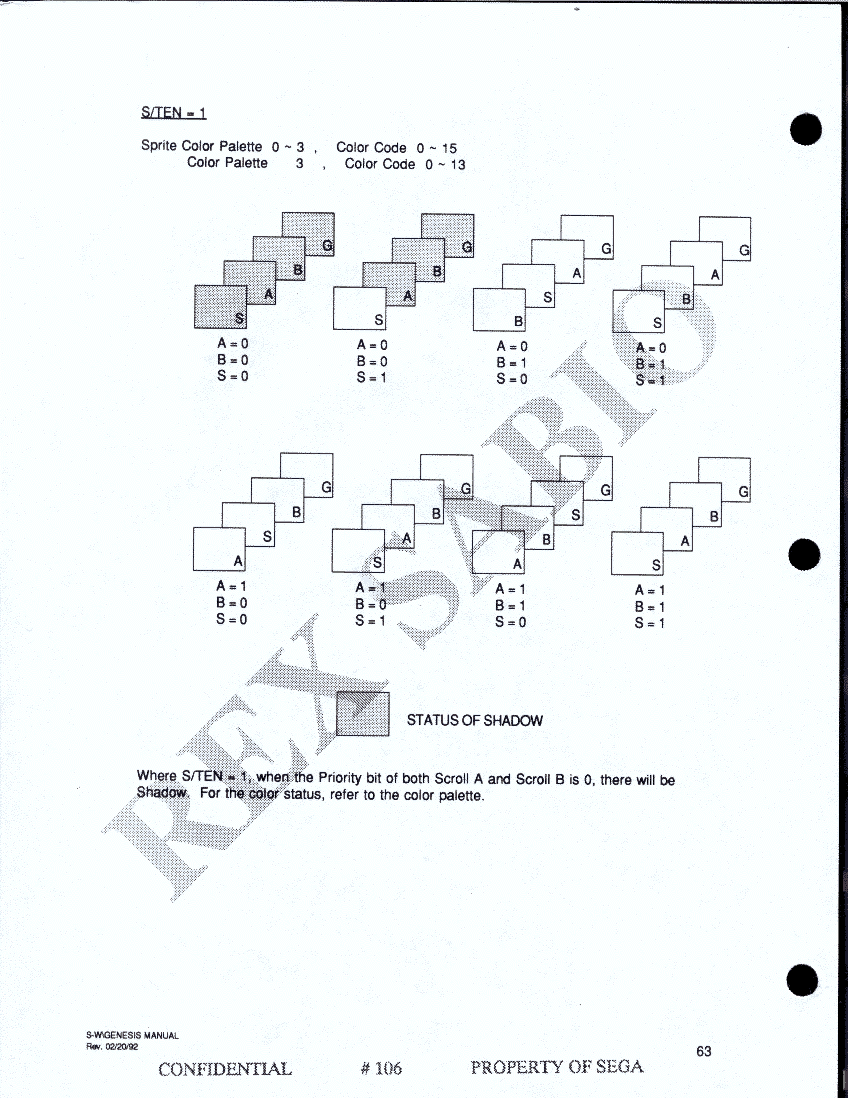 S/TEN = 1
Sprite Color Palette 0 ~ 3 , Color Code 0 ~ 15
Color Palette 3 , Color Code 0 ~ 13
G G G G
B B A A
A A S B
S S B S
A = 0 A = 0 A = 0 A = 0
B = 0 B = 0 B = 1 B = 1
S = 0 S = 1 S = 0 S = 1
G G G G
B B S B
S A B A
A S A S
A = 1 A = 1 A = 1 A = 1
B = 0 B = 0 B = 1 B = 1
S = 0 S = 1 S = 0 S = 1
STATUS OF SHADOW
Where S/TEN = 1, when the Priority bit of both Scroll A and Scroll B is 0, there will be
Shadow. For the color status, refer to the color palette.
REX SABIO
S-W\GENESIS MANUAL
Rev. 02/20/92
63
CONFIDENTIAL # 106 PROPERTY OF SEGA